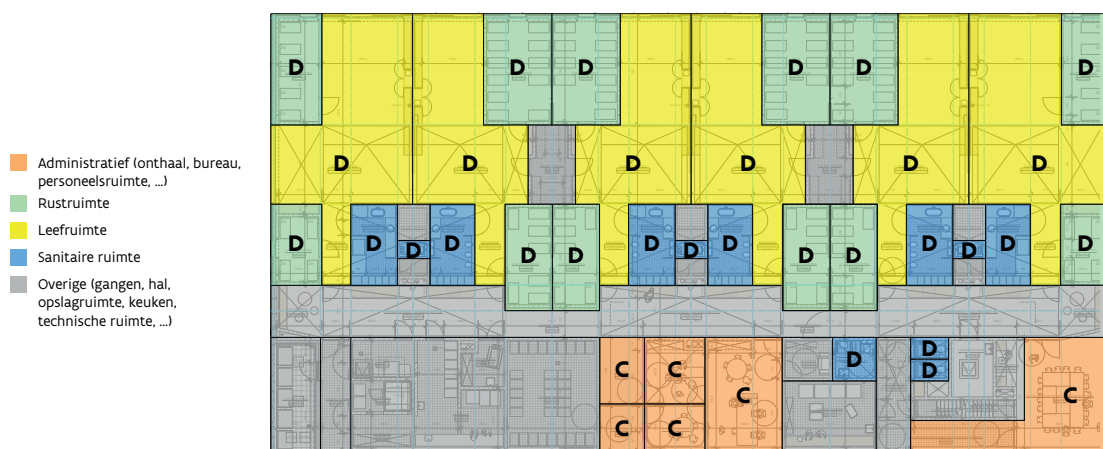 Administratief (onthaal, bureau,
personeelsruimte, ...)
Rustruimte
Leefruimte
Sanitaire ruimte
Overige (gangen, hal,
opslagruimte, keuken,
technische ruimte, ...)
D D D D D D
D D D D D D
D D D D D D D D D D D D D D D
D D D
C C C C C C